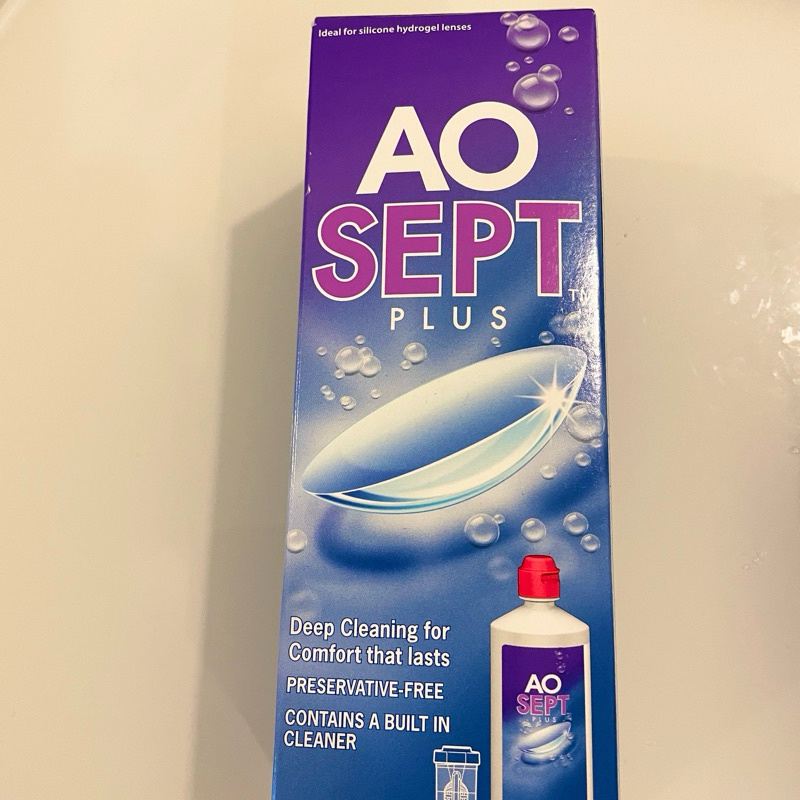 Ideal for silicone hydrogel lenses
AO
SEPT™
PLUS
Deep Cleaning for
Comfort that lasts
PRESERVATIVE-FREE
CONTAINS A BUILT IN
CLEANER
AO
SEPT
PLUS